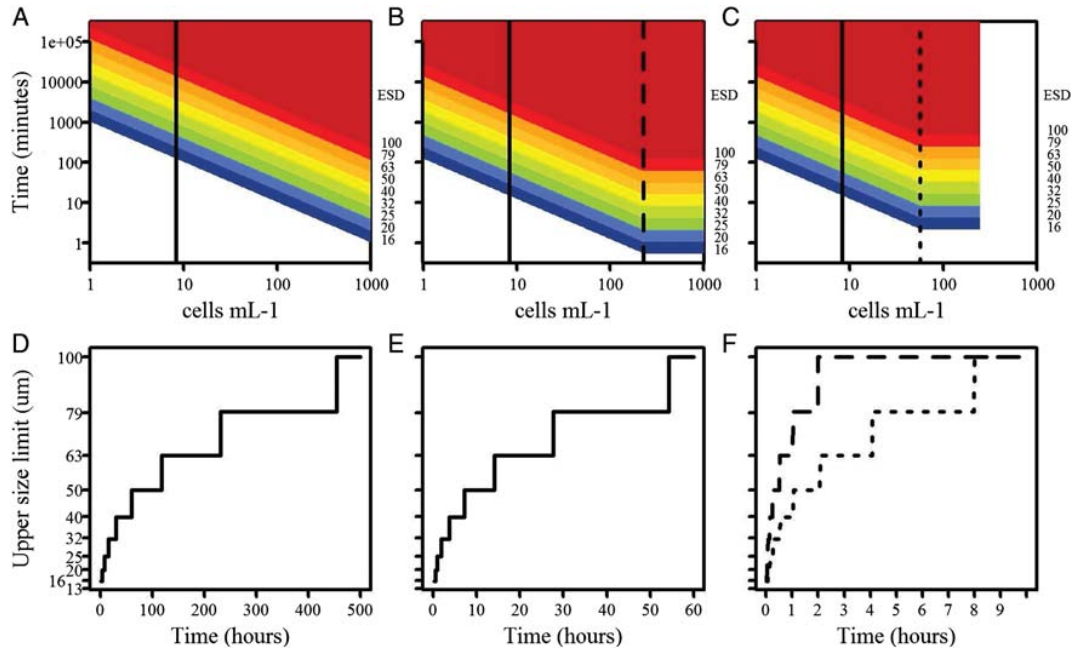 A
B
C
Time (minutes)
1e+05
10000
1000
100
10
1
ESD
100
79
63
50
40
32
25
20
16
ESD
100
79
63
50
40
32
25
20
16
ESD
100
79
63
50
40
32
25
20
16
1 10 100 1000
1 10 100 1000
1 10 100 1000
cells mL-1
cells mL-1
cells mL-1
D
E
F
Upper size limit (um)
100
79
63
50
40
32
25
20
16
13
0 100 200 300 400 500
0 10 20 30 40 50 60
0 1 2 3 4 5 6 7 8 9
Time (hours)
Time (hours)
Time (hours)